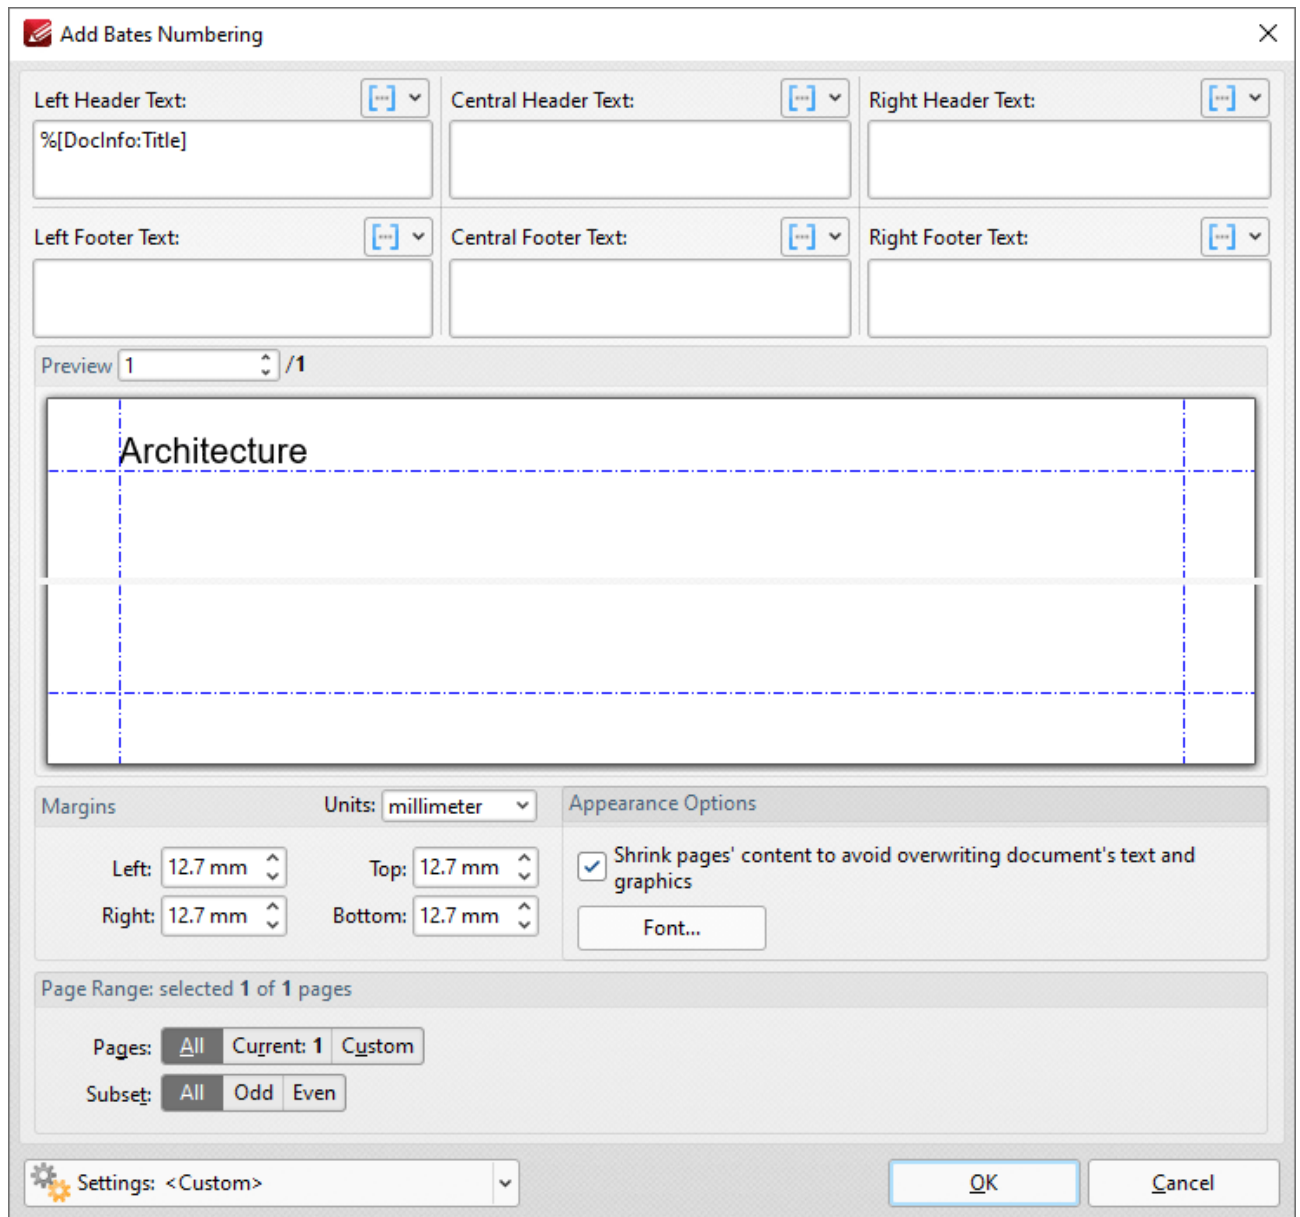 Add Bates Numbering
Left Header Text:
Central Header Text:
Right Header Text:
%[DocInfo:Title]
Left Footer Text:
Central Footer Text:
Right Footer Text:
Preview 1 /1
Architecture
Margins
Units: millimeter
Left: 12.7 mm
Top: 12.7 mm
Right: 12.7 mm
Bottom: 12.7 mm
Appearance Options
Shrink pages' content to avoid overwriting document's text and
graphics
Font...
Page Range: selected 1 of 1 pages
Pages: All Current: 1 Custom
Subset: All Odd Even
Settings: <Custom>
OK
Cancel